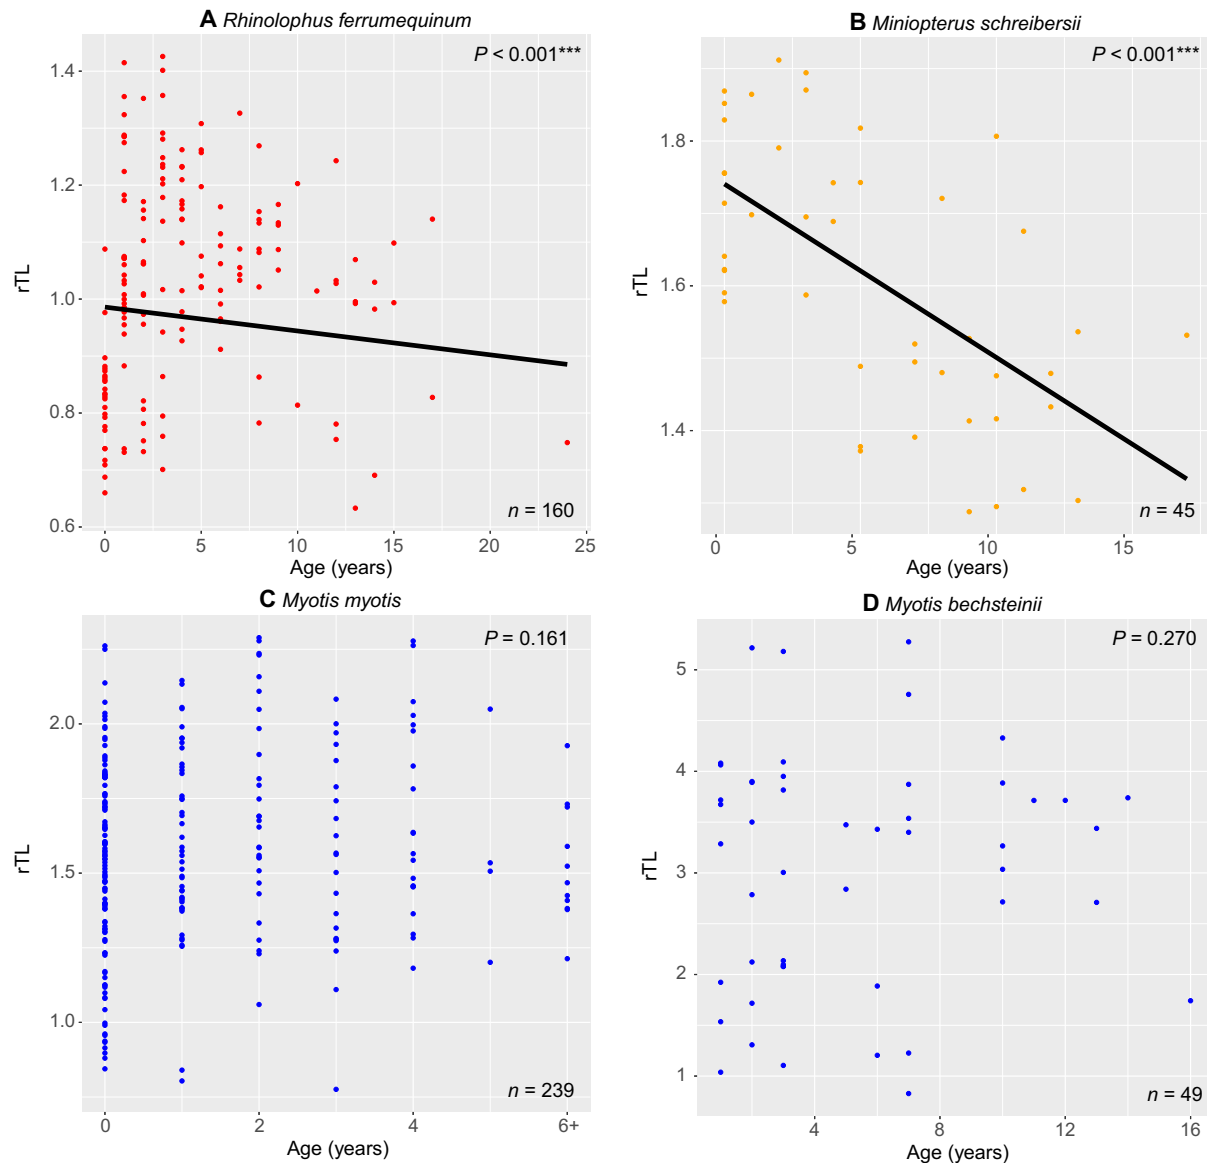 A Rhinolophus ferrumequinum
P < 0.001***
rTL
1.4
1.2
1.0
0.8
0.6
n = 160
0 5 10 15 20 25
Age (years)
B Miniopterus schreibersii
P < 0.001***
rTL
1.8
1.6
1.4
n = 45
0 5 10 15
Age (years)
C Myotis myotis
P = 0.161
rTL
2.0
1.5
1.0
n = 239
0 2 4 6+
Age (years)
D Myotis bechsteinii
P = 0.270
rTL
5
4
3
2
1
n = 49
4 8 12 16
Age (years)